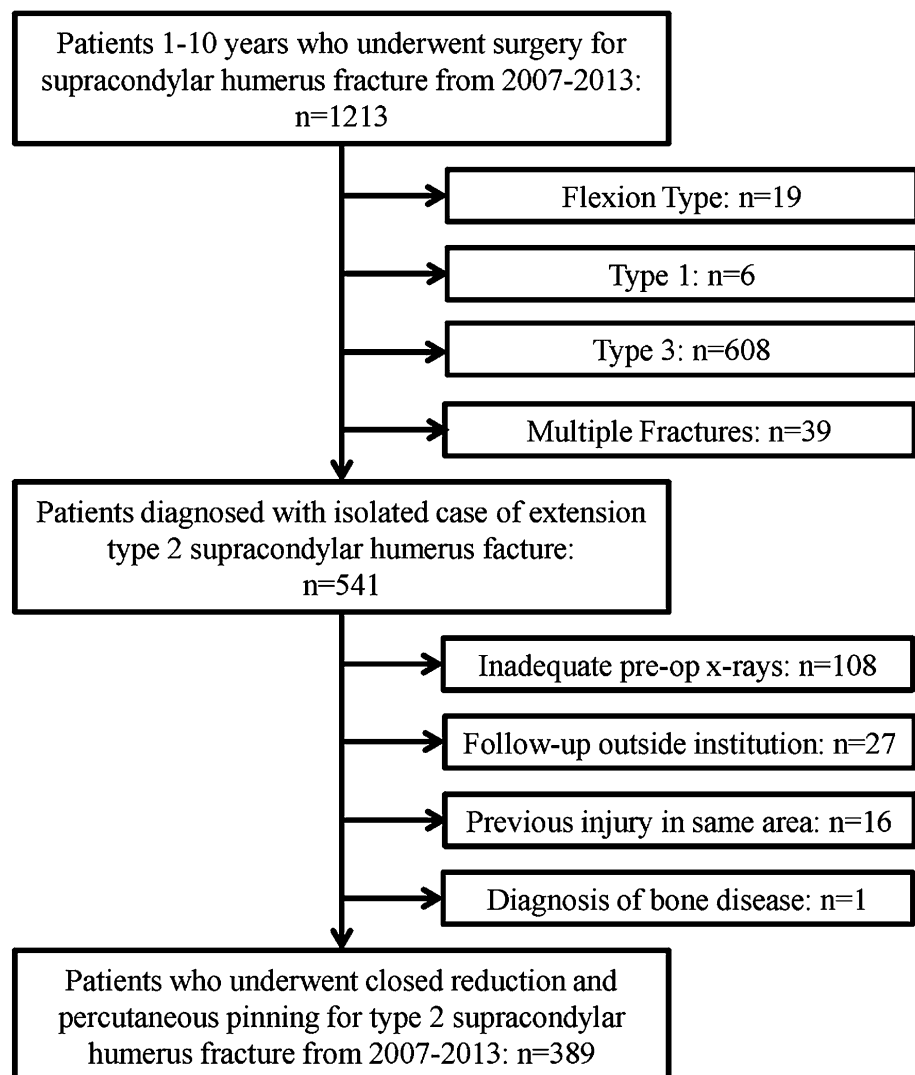 Patients 1-10 years who underwent surgery for
supracondylar humerus fracture from 2007-2013:
n=1213
Flexion Type: n=19
Type 1: n=6
Type 3: n=608
Multiple Fractures: n=39
Patients diagnosed with isolated case of extension
type 2 supracondylar humerus facture:
n=541
Inadequate pre-op x-rays: n=108
Follow-up outside institution: n=27
Previous injury in same area: n=16
Diagnosis of bone disease: n=1
Patients who underwent closed reduction and
percutaneous pinning for type 2 supracondylar
humerus fracture from 2007-2013: n=389